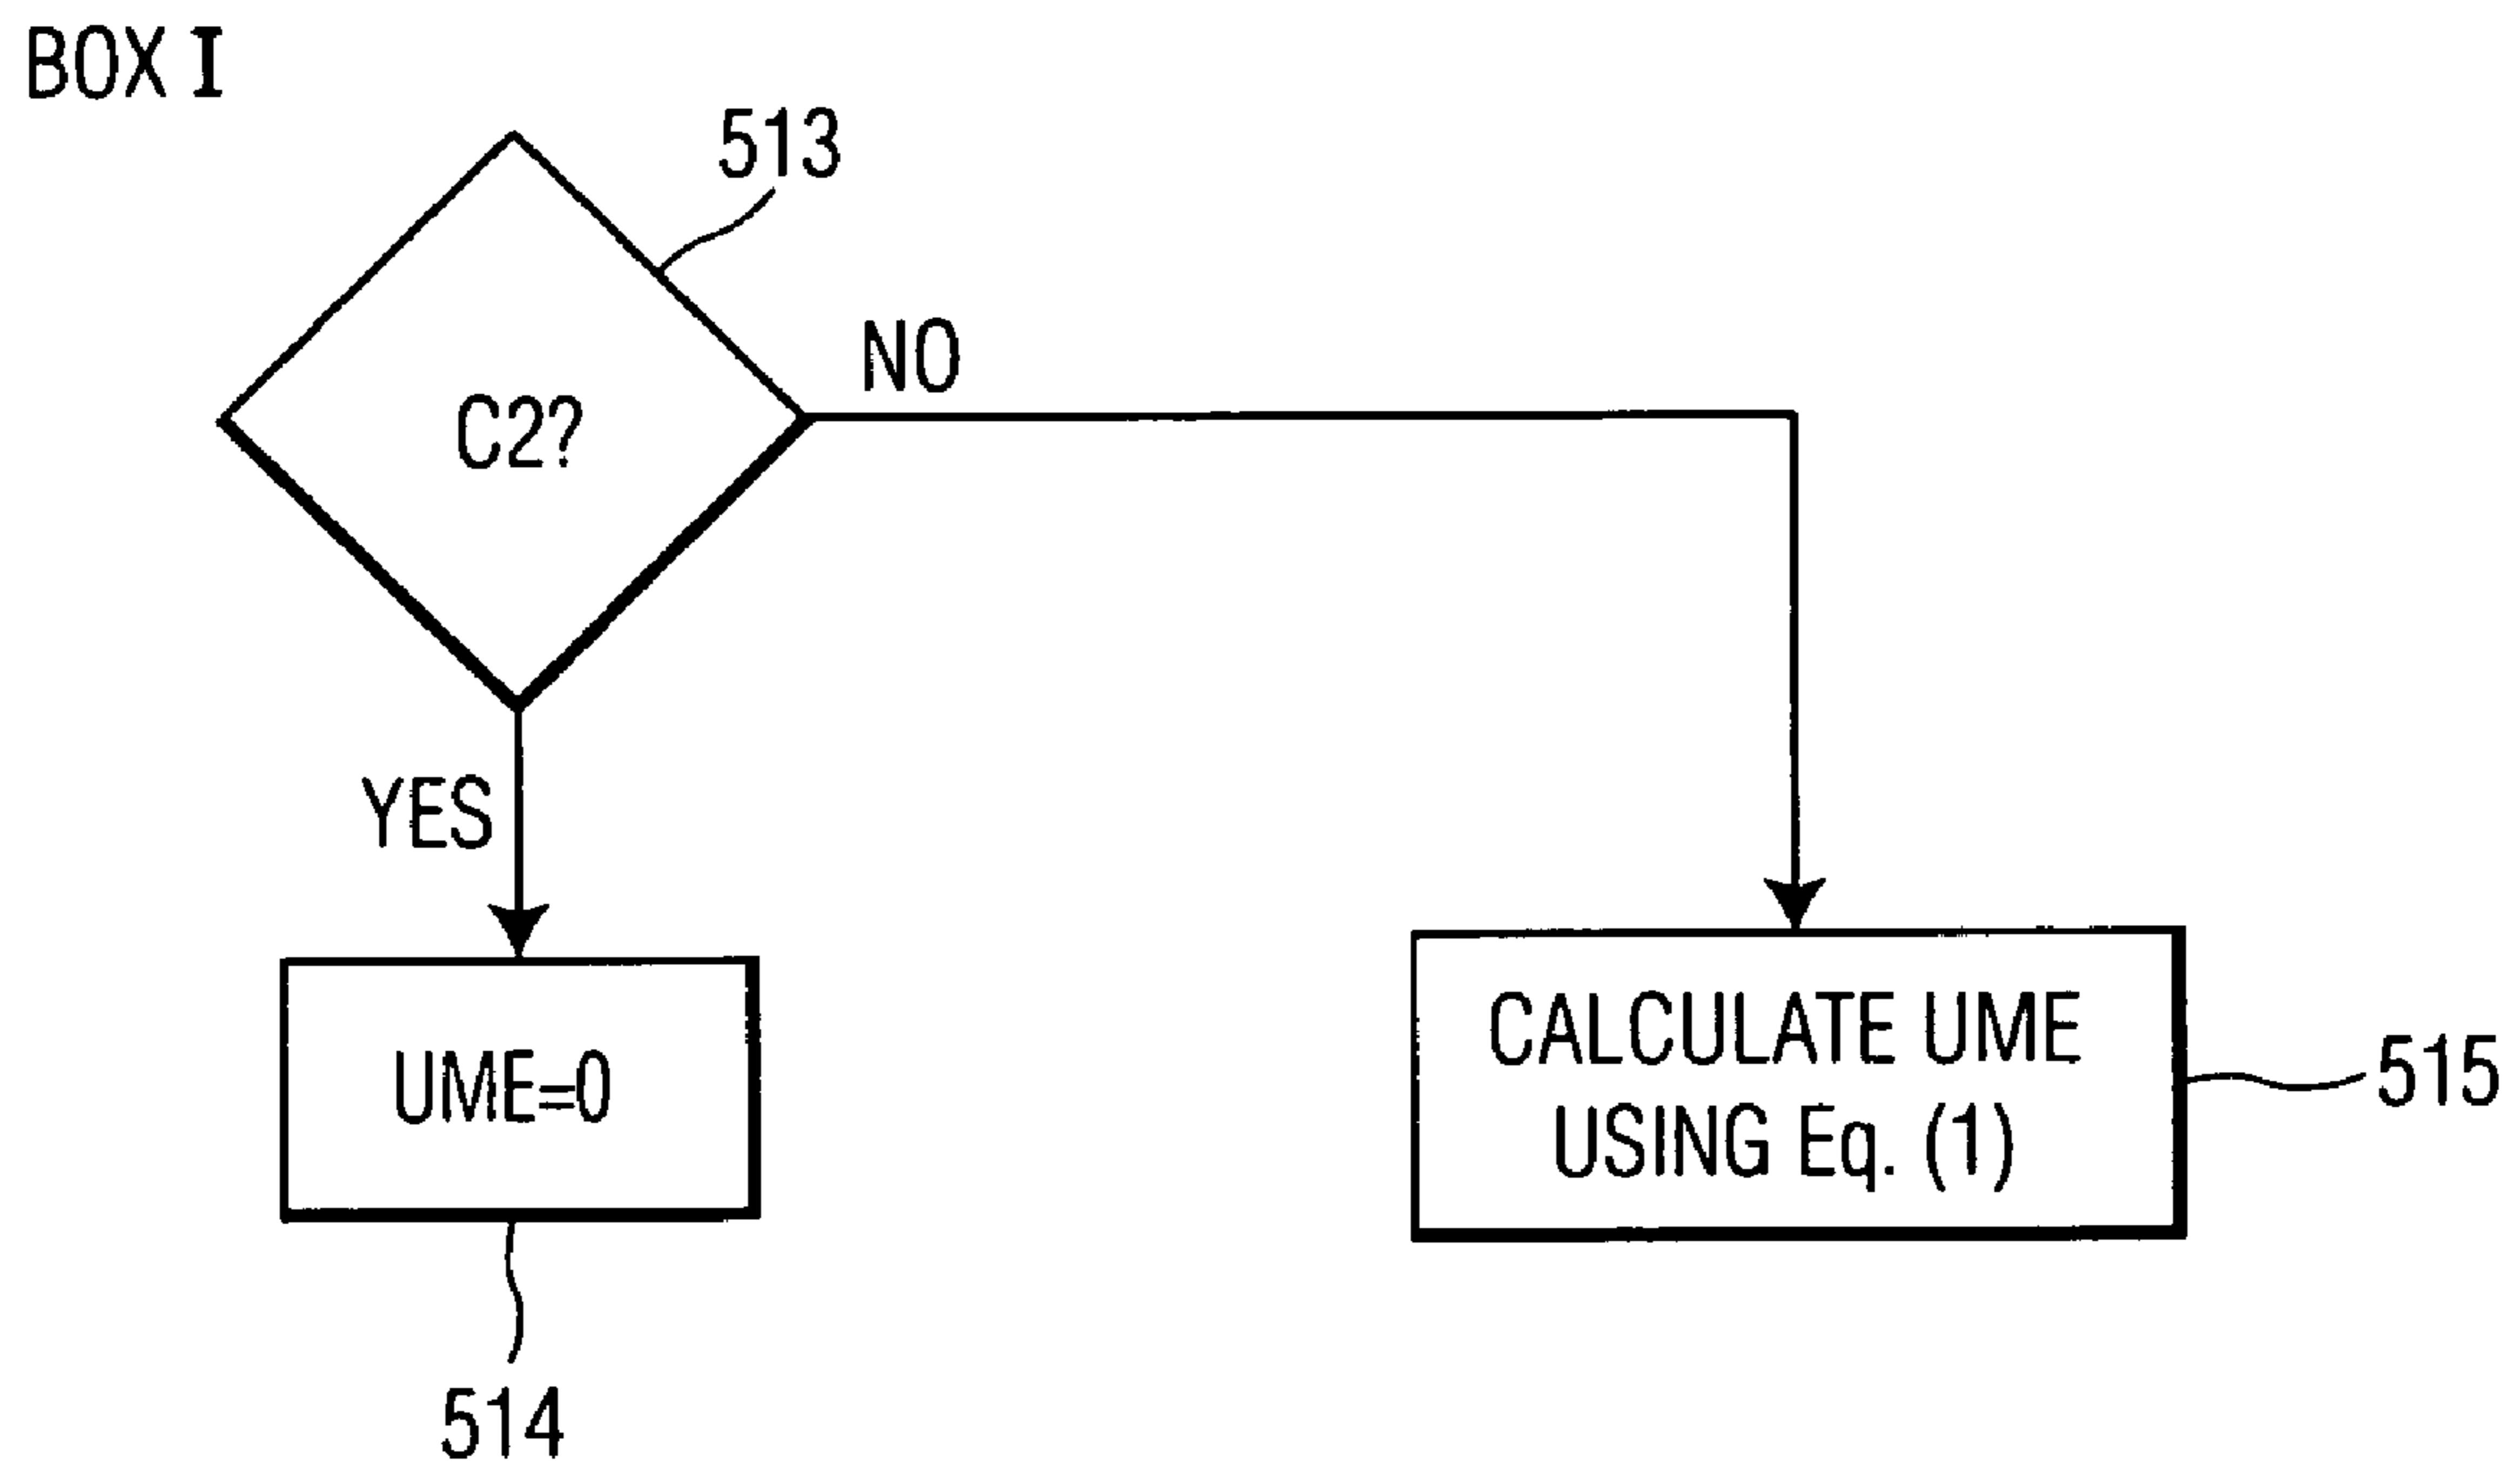 BOX I
513
NO
C2?
YES
UME=0
CALCULATE UME
USING Eq. (1)
515
514